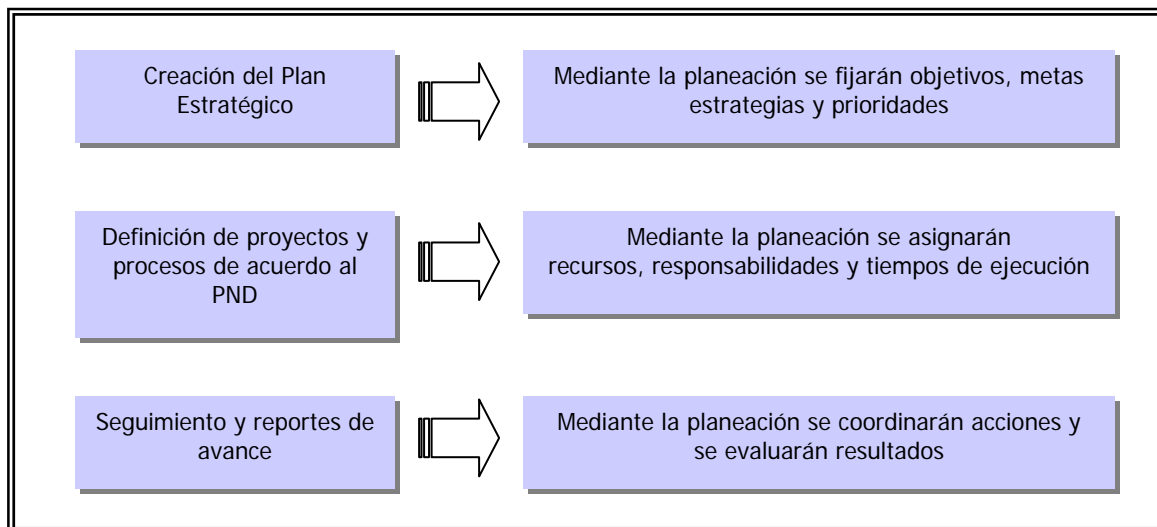 Creación del Plan
Estratégico
Mediante la planeación se fijarán objetivos, metas
estrategias y prioridades
Definición de proyectos y
procesos de acuerdo al
PND
Mediante la planeación se asignarán
recursos, responsabilidades y tiempos de ejecución
Seguimiento y reportes de
avance
Mediante la planeación se coordinarán acciones y
se evaluarán resultados